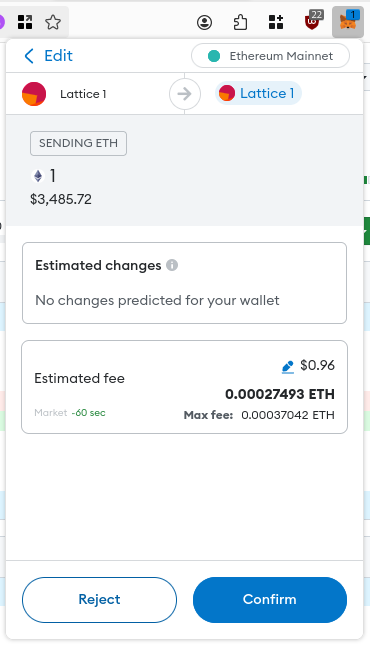 22
1
Edit
Ethereum Mainnet
Lattice 1
Lattice 1
SENDING ETH
1
$3,485.72
Estimated changes
No changes predicted for your wallet
Estimated fee
$0.96
0.00027493 ETH
Market ~60 sec
Max fee: 0.00037042 ETH
Reject
Confirm